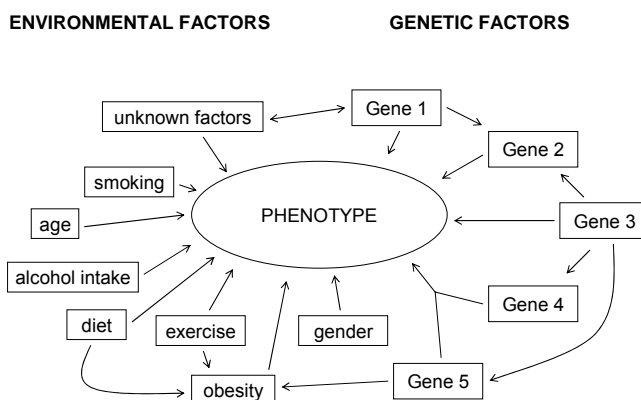 ENVIRONMENTAL FACTORS
GENETIC FACTORS
unknown factors
Gene 1
Gene 2
smoking
PHENOTYPE
age
Gene 3
alcohol intake
Gene 4
diet
exercise
gender
obesity
Gene 5